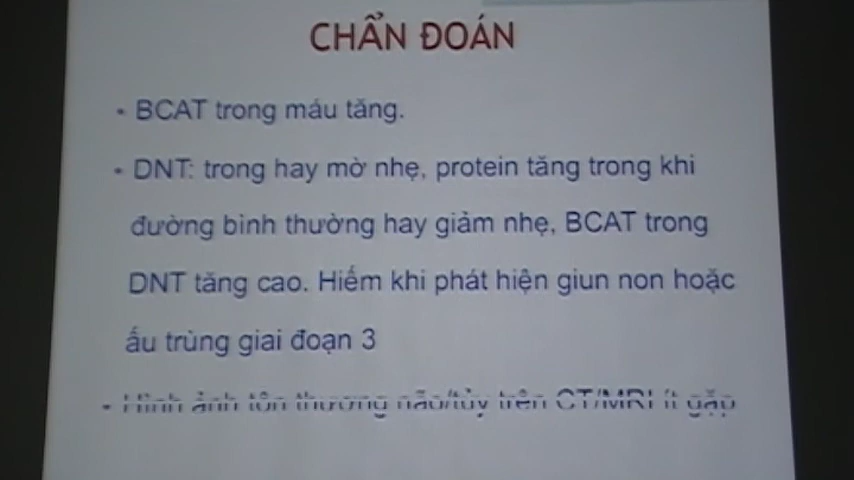 CHẨN ĐOÁN
• BCAT trong máu tăng.
• DNT: trong hay mờ nhẹ, protein tăng trong khi
đường bình thường hay giảm nhẹ, BCAT trong
DNT tăng cao. Hiếm khi phát hiện giun non hoặc
ấu trùng giai đoạn 3
• Hình ảnh tổn thương não/tủy trên CT/MRI ít gặp